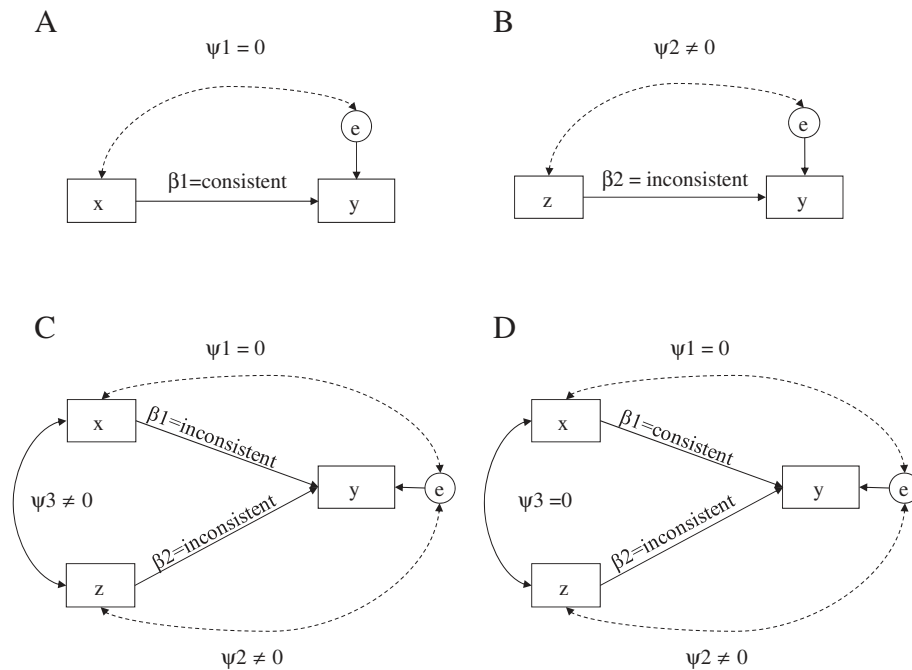 A
ψ1 = 0
e
β1=consistent
x
y
B
ψ2 ≠ 0
e
β2 = inconsistent
z
y
C
ψ1 = 0
x
β1=inconsistent
y
e
ψ3 ≠ 0
β2=inconsistent
z
ψ2 ≠ 0
D
ψ1 = 0
x
β1=consistent
y
e
ψ3 =0
β2=inconsistent
z
ψ2 ≠ 0